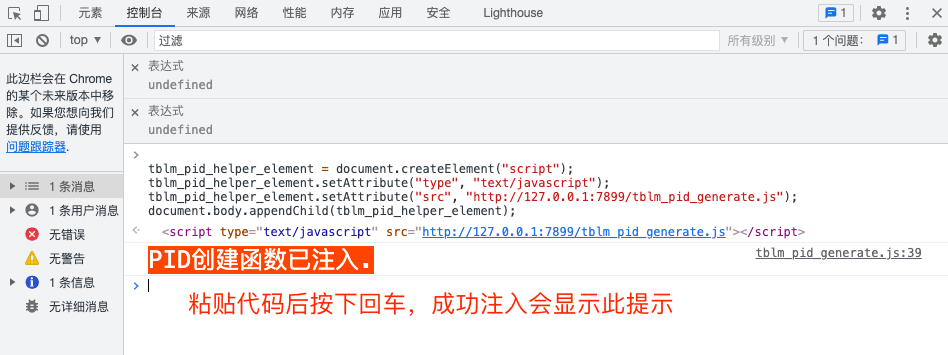 元素 控制台 来源 网络 性能 内存 应用 安全 Lighthouse 1
top 过滤 所有级别 1 个问题： 1
此边栏会在 Chrome
的某个未来版本中移
除。如果您想向我们
提供反馈，请使用
问题跟踪器.
1 条消息
1 条用户消息
无错误
无警告
1 条信息
无详细消息
表达式
undefined
表达式
undefined
tblm_pid_helper_element = document.createElement("script");
tblm_pid_helper_element.setAttribute("type", "text/javascript");
tblm_pid_helper_element.setAttribute("src", "http://127.0.0.1:7899/tblm_pid_generate.js");
document.body.appendChild(tblm_pid_helper_element);
<script type="text/javascript" src="http://127.0.0.1:7899/tblm_pid_generate.js"></script>
PID创建函数已注入. tblm_pid_generate.js:39
粘贴代码后按下回车，成功注入会显示此提示